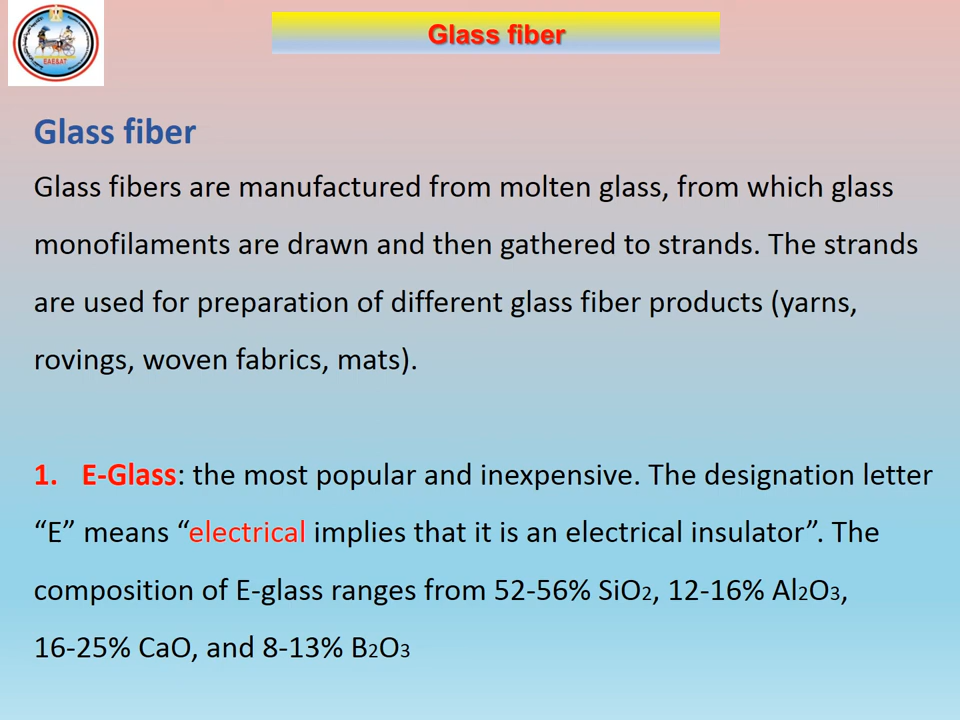 Glass fiber
EAEBAT
Glass fiber
Glass fibers are manufactured from molten glass, from which glass
monofilaments are drawn and then gathered to strands. The strands
are used for preparation of different glass fiber products (yarns,
rovings, woven fabrics, mats).
1. E-Glass: the most popular and inexpensive. The designation letter
“E” means “electrical implies that it is an electrical insulator”. The
composition of E-glass ranges from 52-56% SiO2, 12-16% Al2O3,
16-25% CaO, and 8-13% B2O3